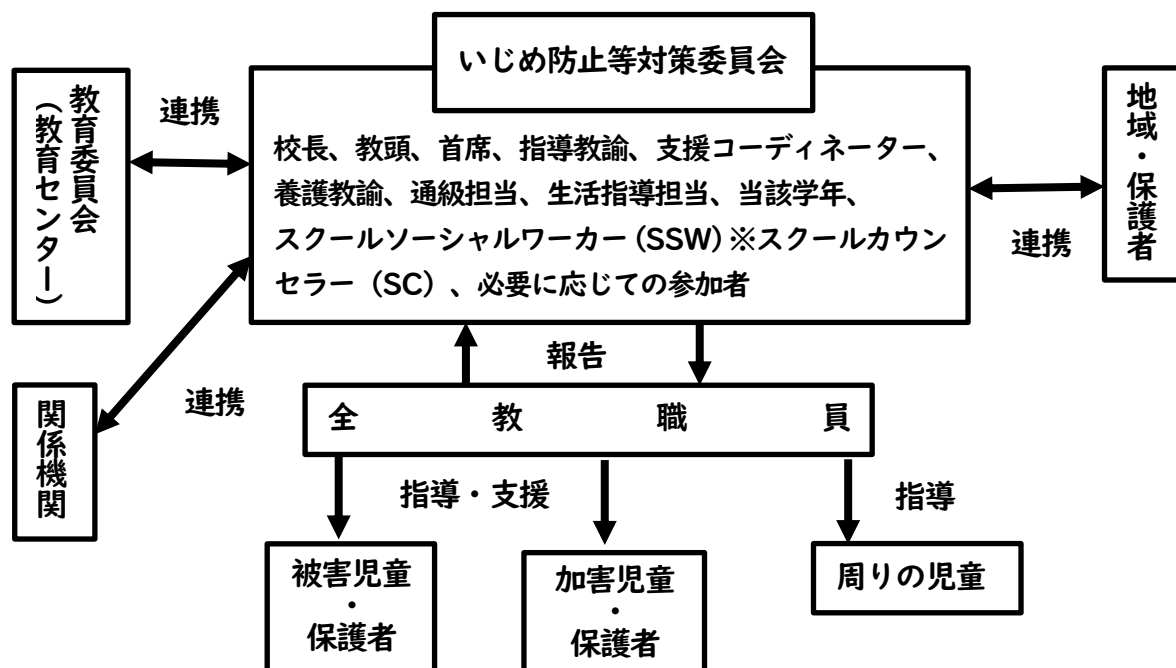 いじめ防止等対策委員会
教育委員会
（教育センター）
連携
校長、教頭、首席、指導教諭、支援コーディネーター、
養護教諭、通級担当、生活指導担当、当該学年、
スクールソーシャルワーカー（SSW）※スクールカウン
セラー（SC）、必要に応じての参加者
地域・保護者
連携
関係機関
連携
報告
全教職員
指導・支援
指導
被害児童
・
保護者
加害児童
・
保護者
周りの児童